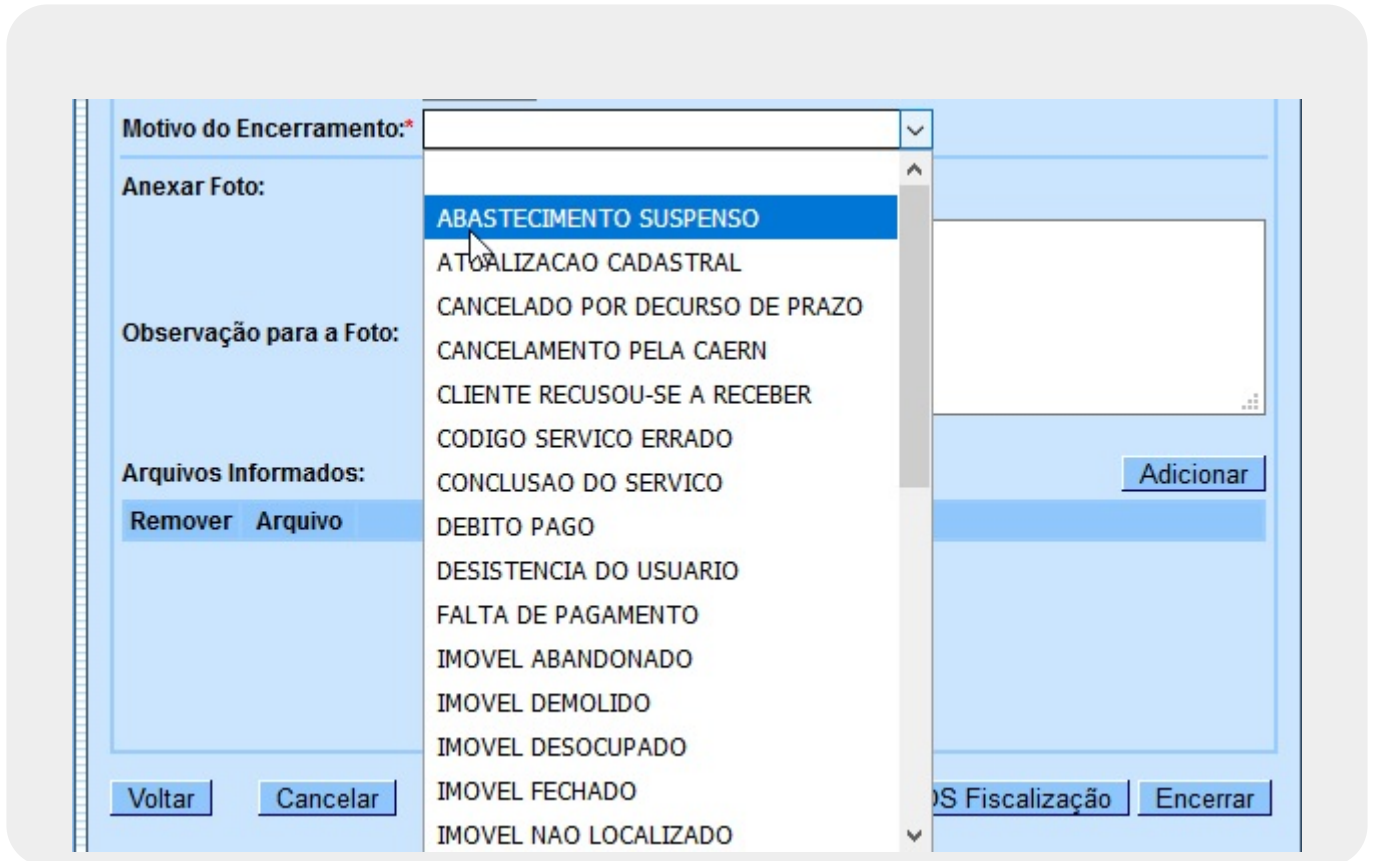 Motivo do Encerramento:*
Anexar Foto:
ABASTECIMENTO SUSPENSO
ATUALIZACAO CADASTRAL
CANCELADO POR DECURSO DE PRAZO
Observação para a Foto:
CANCELAMENTO PELA CAERN
CLIENTE RECUSOU-SE A RECEBER
CODIGO SERVICO ERRADO
Arquivos Informados:
CONCLUSAO DO SERVICO
Adicionar
Remover Arquivo
DEBITO PAGO
DESISTENCIA DO USUARIO
FALTA DE PAGAMENTO
IMOVEL ABANDONADO
IMOVEL DEMOLIDO
IMOVEL DESOCUPADO
IMOVEL FECHADO
IMOVEL NAO LOCALIZADO
Voltar Cancelar
OS Fiscalização Encerrar